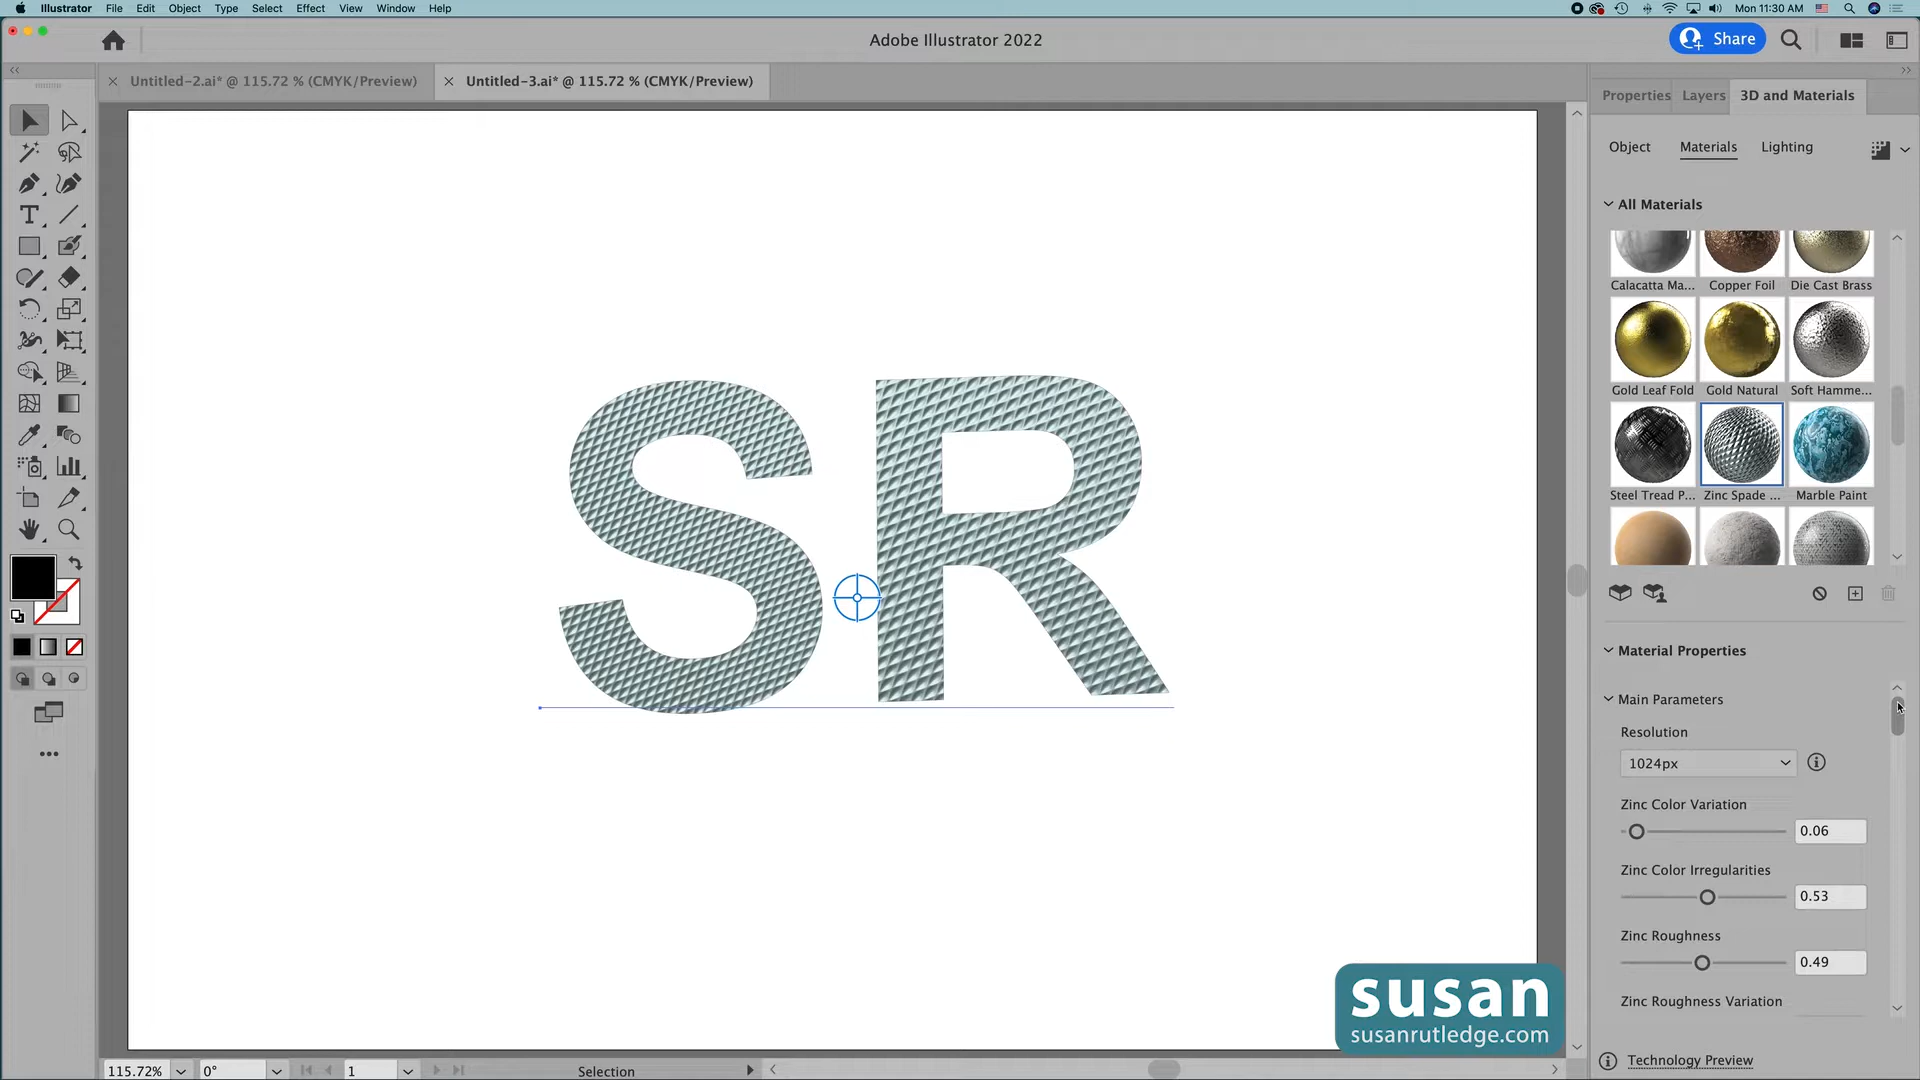 Illustrator File Edit Object Type Select Effect View Window Help
Mon 11:30 AM
Adobe Illustrator 2022
Share
Untitled-2.ai* @ 115.72 % (CMYK/Preview)
Untitled-3.ai* @ 115.72 % (CMYK/Preview)
Properties Layers 3D and Materials
Object Materials Lighting
All Materials
Calacatta Ma... Copper Foil Die Cast Brass
Gold Leaf Fold Gold Natural Soft Hamme...
Steel Tread P... Zinc Spade ... Marble Paint
SR
Material Properties
Main Parameters
Resolution
1024px
Zinc Color Variation
0.06
Zinc Color Irregularities
0.53
Zinc Roughness
0.49
Zinc Roughness Variation
Technology Preview
susan
susanrutledge.com
115.72% 0° 1 Selection